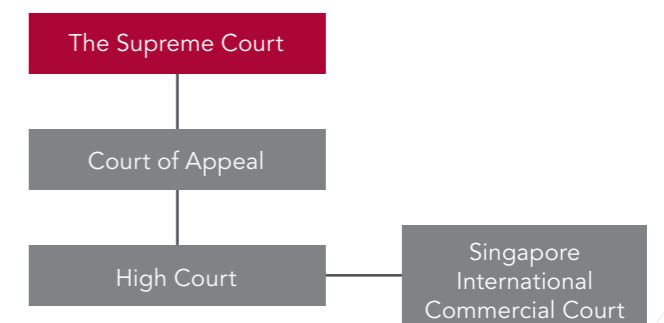 The Supreme Court
Court of Appeal
High Court
Singapore
International
Commercial Court